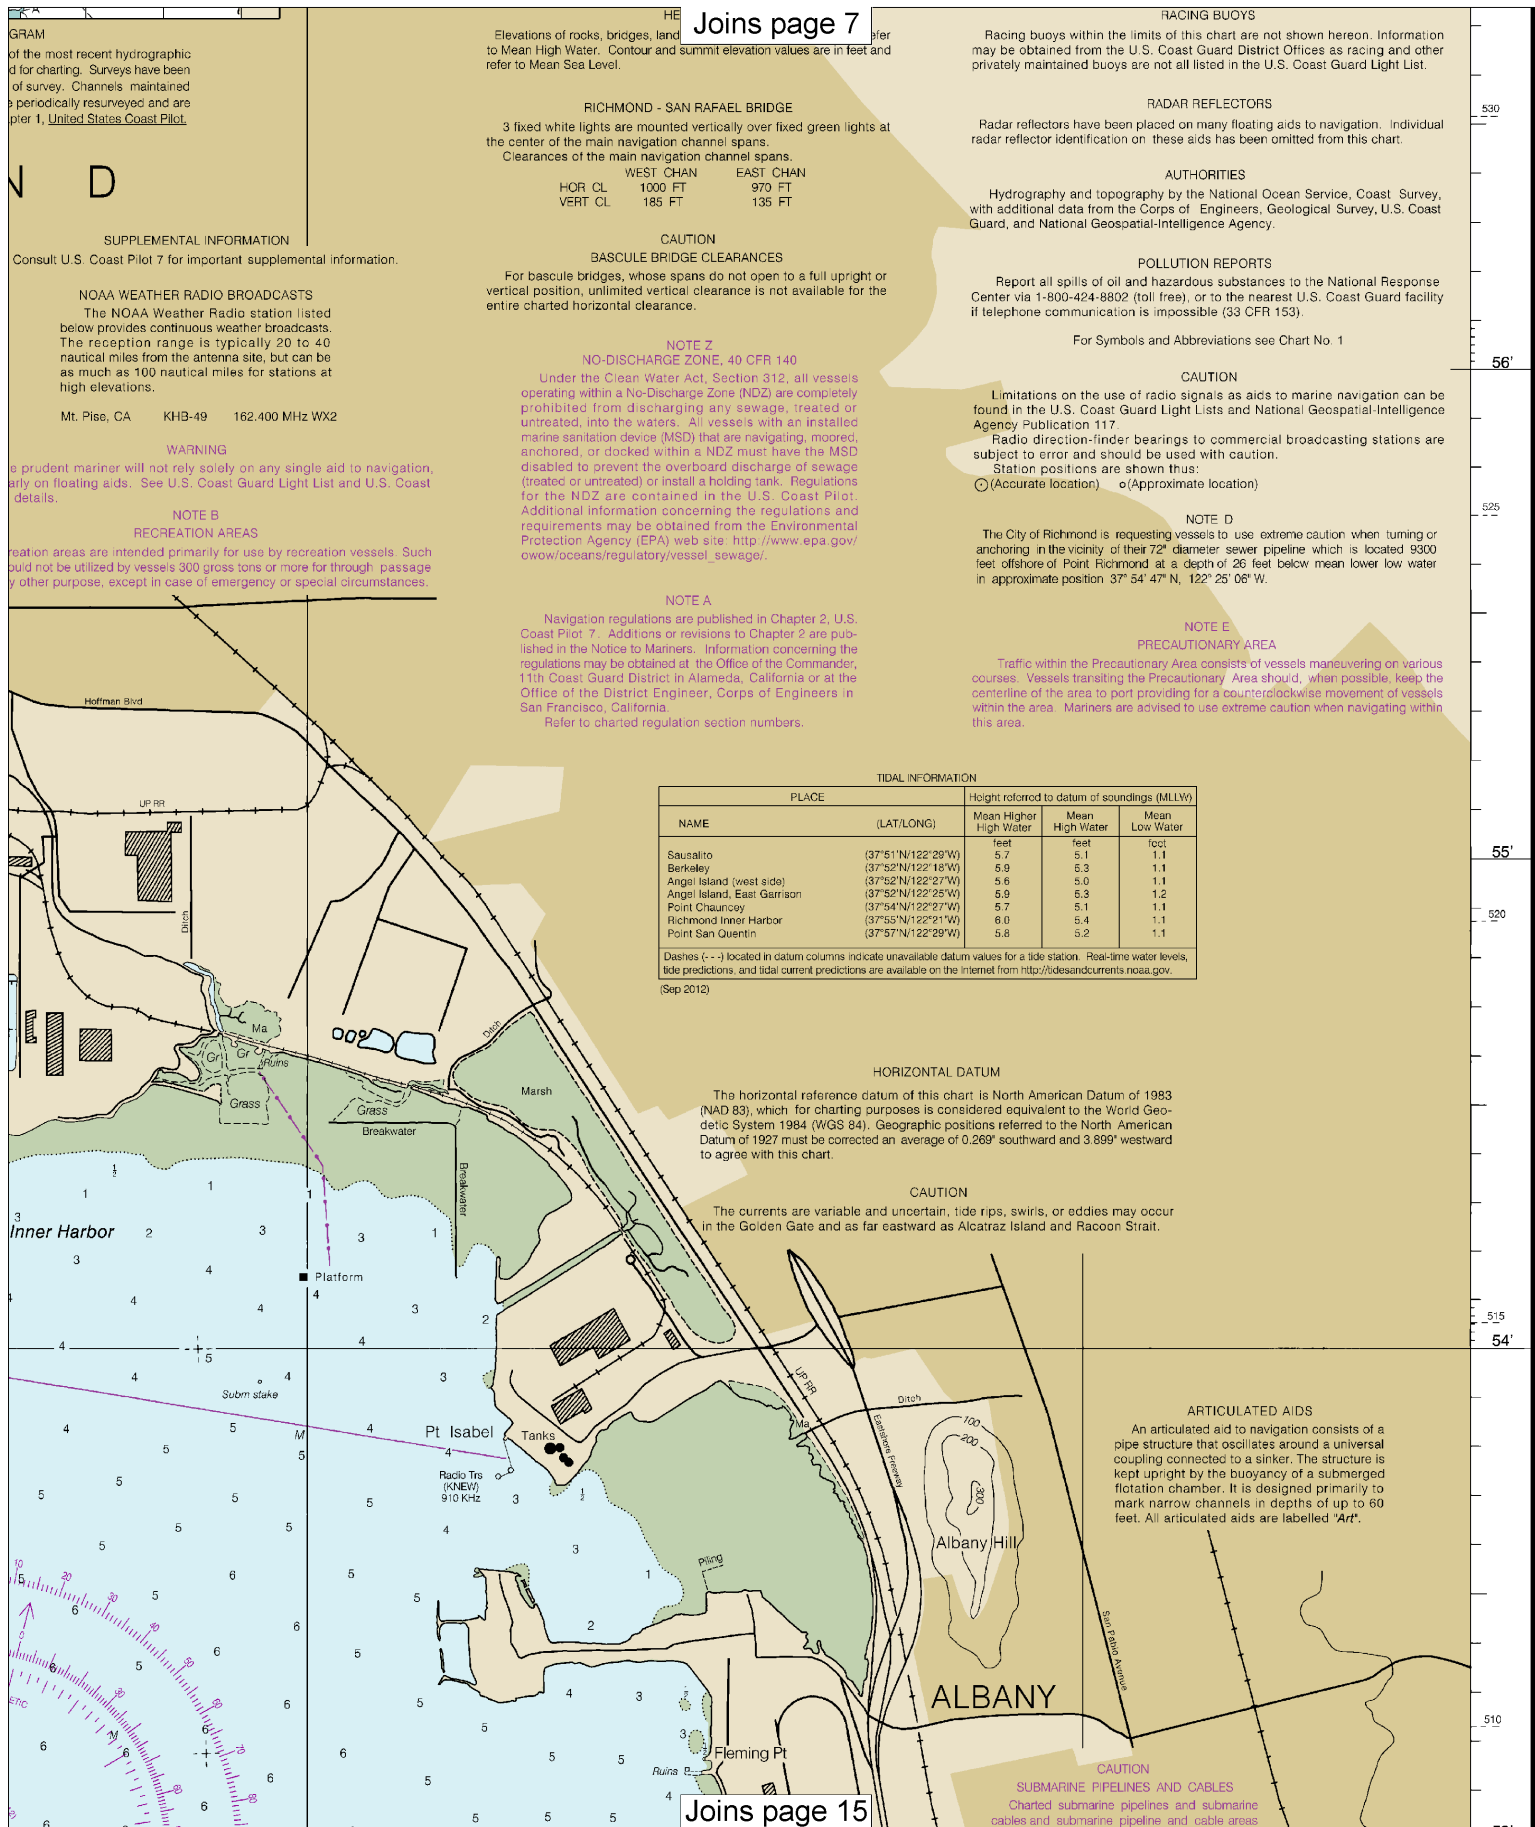 Joins page 7
GRAM
of the most recent hydrographic
d for charting. Surveys have been
of survey. Channels maintained
periodically resurveyed and are
pter 1, United States Coast Pilot.
N D
SUPPLEMENTAL INFORMATION
Consult U.S. Coast Pilot 7 for important supplemental information.
NOAA WEATHER RADIO BROADCASTS
The NOAA Weather Radio station listed
below provides continuous weather broadcasts.
The reception range is typically 20 to 40
nautical miles from the antenna site, but can be
as much as 100 nautical miles for stations at
high elevations.
Mt. Pise, CA KHB-49 162.400 MHz WX2
WARNING
e prudent mariner will not rely solely on any single aid to navigation,
arly on floating aids. See U.S. Coast Guard Light List and U.S. Coast
details.
NOTE B
RECREATION AREAS
reation areas are intended primarily for use by recreation vessels. Such
ould not be utilized by vessels 300 gross tons or more for through passage
y other purpose, except in case of emergency or special circumstances.
HE
Elevations of rocks, bridges, land efer
to Mean High Water. Contour and summit elevation values are in feet and
refer to Mean Sea Level.
RICHMOND - SAN RAFAEL BRIDGE
3 fixed white lights are mounted vertically over fixed green lights at
the center of the main navigation channel spans.
Clearances of the main navigation channel spans.
WEST CHAN EAST CHAN
HOR CL 1000 FT 970 FT
VERT CL 185 FT 135 FT
CAUTION
BASCULE BRIDGE CLEARANCES
For bascule bridges, whose spans do not open to a full upright or
vertical position, unlimited vertical clearance is not available for the
entire charted horizontal clearance.
NOTE Z
NO-DISCHARGE ZONE, 40 CFR 140
Under the Clean Water Act, Section 312, all vessels
operating within a No-Discharge Zone (NDZ) are completely
prohibited from discharging any sewage, treated or
untreated, into the waters. All vessels with an installed
marine sanitation device (MSD) that are navigating, moored,
anchored, or docked within a NDZ must have the MSD
disabled to prevent the overboard discharge of sewage
(treated or untreated) or install a holding tank. Regulations
for the NDZ are contained in the U.S. Coast Pilot.
Additional information concerning the regulations and
requirements may be obtained from the Environmental
Protection Agency (EPA) web site: http://www.epa.gov/
owow/oceans/regulatory/vessel_sewage/.
NOTE A
Navigation regulations are published in Chapter 2, U.S.
Coast Pilot 7. Additions or revisions to Chapter 2 are pub-
lished in the Notice to Mariners. Information concerning the
regulations may be obtained at the Office of the Commander,
11th Coast Guard District in Alameda, California or at the
Office of the District Engineer, Corps of Engineers in
San Francisco, California.
Refer to charted regulation section numbers.
RACING BUOYS
Racing buoys within the limits of this chart are not shown hereon. Information
may be obtained from the U.S. Coast Guard District Offices as racing and other
privately maintained buoys are not all listed in the U.S. Coast Guard Light List.
RADAR REFLECTORS
Radar reflectors have been placed on many floating aids to navigation. Individual
radar reflector identification on these aids has been omitted from this chart.
AUTHORITIES
Hydrography and topography by the National Ocean Service, Coast Survey,
with additional data from the Corps of Engineers, Geological Survey, U.S. Coast
Guard, and National Geospatial-Intelligence Agency.
POLLUTION REPORTS
Report all spills of oil and hazardous substances to the National Response
Center via 1-800-424-8802 (toll free), or to the nearest U.S. Coast Guard facility
if telephone communication is impossible (33 CFR 153).
For Symbols and Abbreviations see Chart No. 1
CAUTION
Limitations on the use of radio signals as aids to marine navigation can be
found in the U.S. Coast Guard Light Lists and National Geospatial-Intelligence
Agency Publication 117.
Radio direction-finder bearings to commercial broadcasting stations are
subject to error and should be used with caution.
Station positions are shown thus:
(Accurate location) o(Approximate location)
NOTE D
The City of Richmond is requesting vessels to use extreme caution when turning or
anchoring in the vicinity of their 72" diameter sewer pipeline which is located 9300
feet offshore of Point Richmond at a depth of 26 feet below mean lower low water
in approximate position 37° 54' 47" N, 122° 25' 06" W.
NOTE E
PRECAUTIONARY AREA
Traffic within the Precautionary Area consists of vessels maneuvering on various
courses. Vessels transiting the Precautionary Area should, when possible, keep the
centerline of the area to port providing for a counterclockwise movement of vessels
within the area. Mariners are advised to use extreme caution when navigating within
this area.
530
56'
525
55'
520
515
54'
510
TIDAL INFORMATION
PLACE Height referred to datum of soundings (MLLW)
NAME (LAT/LONG) Mean Higher High Water Mean High Water Mean Low Water
feet feet foot
Sausalito (37°51'N/122°29'W) 5.7 5.1 1.1
Berkeley (37°52'N/122°18'W) 5.9 5.3 1.1
Angel Island (west side) (37°52'N/122°27'W) 5.6 5.0 1.1
Angel Island, East Garrison (37°52'N/122°25'W) 5.9 5.3 1.2
Point Chauncey (37°54'N/122°27'W) 5.7 5.1 1.1
Richmond Inner Harbor (37°55'N/122°21'W) 6.0 5.4 1.1
Point San Quentin (37°57'N/122°29'W) 5.8 5.2 1.1
Dashes (- - -) located in datum columns indicate unavailable datum values for a tide station. Real-time water levels,
tide predictions, and tidal current predictions are available on the Internet from http://tidesandcurrents.noaa.gov.
(Sep 2012)
HORIZONTAL DATUM
The horizontal reference datum of this chart is North American Datum of 1983
(NAD 83), which for charting purposes is considered equivalent to the World Geo-
detic System 1984 (WGS 84). Geographic positions referred to the North American
Datum of 1927 must be corrected an average of 0.269" southward and 3.899" westward
to agree with this chart.
CAUTION
The currents are variable and uncertain, tide rips, swirls, or eddies may occur
in the Golden Gate and as far eastward as Alcatraz Island and Racoon Strait.
ARTICULATED AIDS
An articulated aid to navigation consists of a
pipe structure that oscillates around a universal
coupling connected to a sinker. The structure is
kept upright by the buoyancy of a submerged
flotation chamber. It is designed primarily to
mark narrow channels in depths of up to 60
feet. All articulated aids are labelled "Art".
Hoffman Blvd
UP RR
Ditch
Ma
Gr
Gr
Ruins
Grass
Grass
Breakwater
Breakwater
Ditch
Marsh
Inner Harbor
Platform
Subm stake
Pt Isabel
Tanks
Radio Trs
(KNEW)
910 KHz
M
UP RR
Ma
Ditch
Eastshore Freeway
100
200
300
Albany Hill
Piling
San Pablo Avenue
ALBANY
Fleming Pt
Ruins
10
20
30
40
50
60
70
80
0
30
60
M
ETIC
CAUTION
SUBMARINE PIPELINES AND CABLES
Charted submarine pipelines and submarine
cables and submarine pipeline and cable areas
Joins page 15